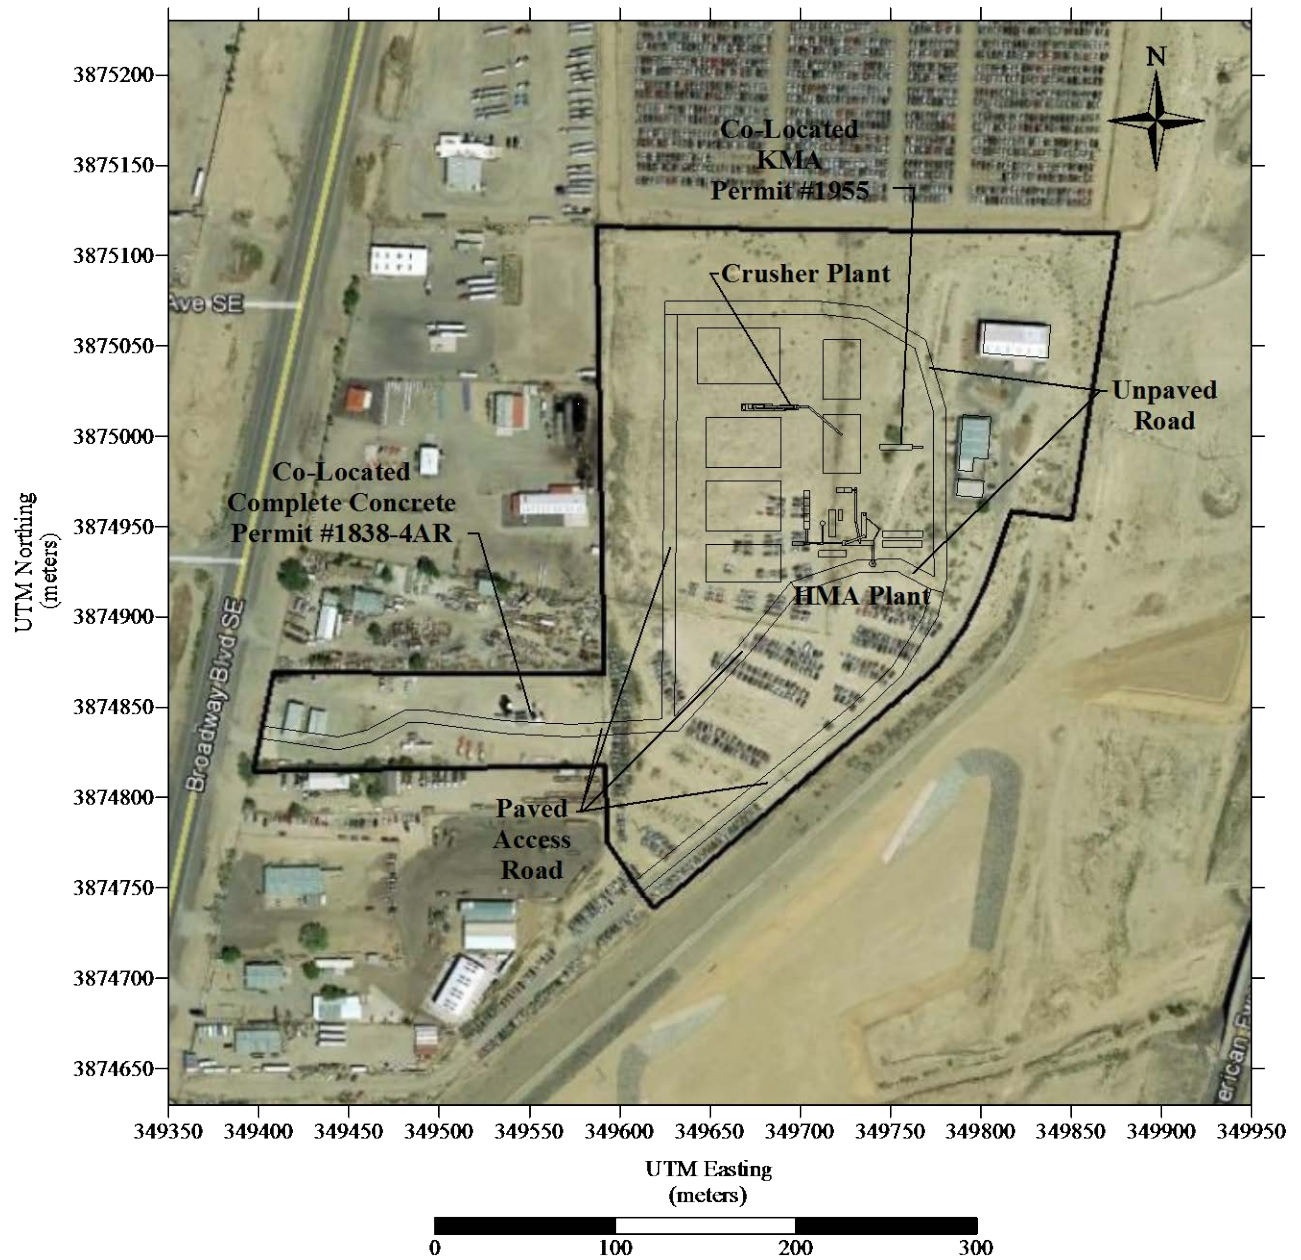 3875200
3875150
3875100
3875050
3875000
3874950
3874900
3874850
3874800
3874750
3874700
3874650
UTM Northing
(meters)
N
Co-Located
KMA
Permit #1955
Crusher Plant
Ave SE
Unpaved
Road
Co-Located
Complete Concrete
Permit #1838-4AR
HMA Plant
Broadway Blvd SE
Paved
Access
Road
erican
349350 349400 349450 349500 349550 349600 349650 349700 349750 349800 349850 349900 349950
UTM Easting
(meters)
0 100 200 300